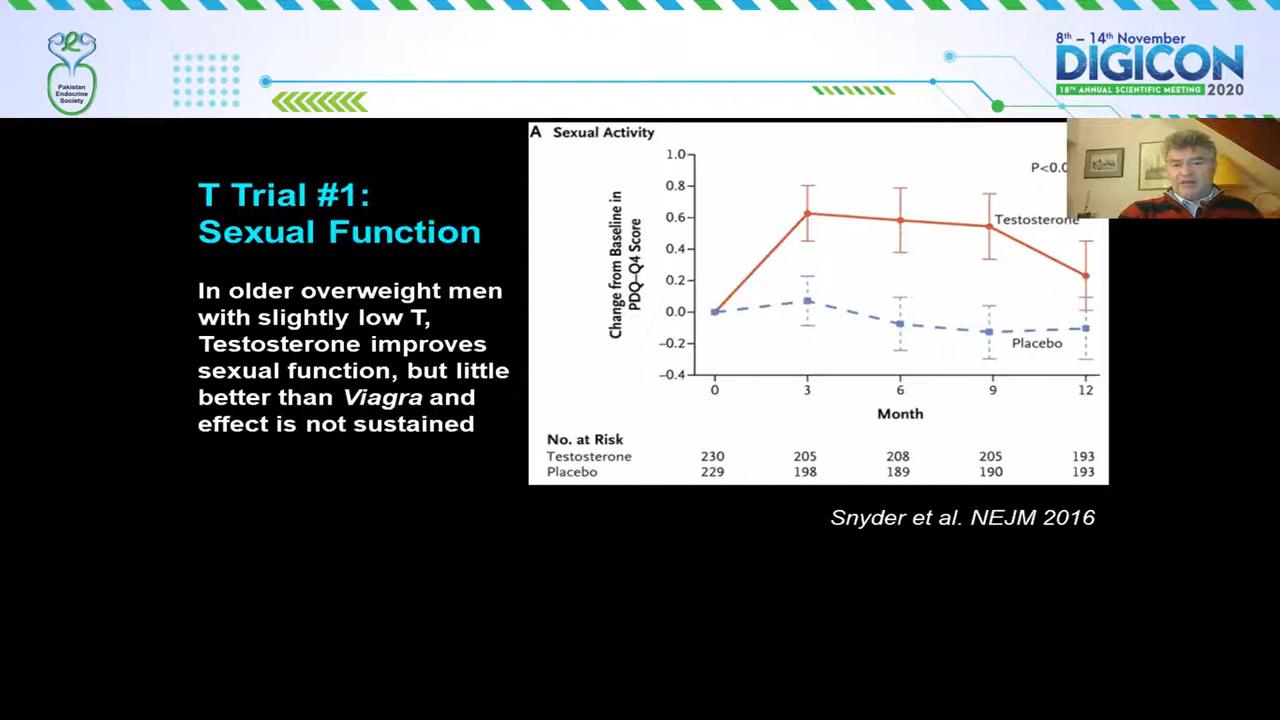 Pakistan
Endocrine
Society
8th – 14th November
DIGICON
18TH ANNUAL SCIENTIFIC MEETING 2020
T Trial #1:
Sexual Function
In older overweight men
with slightly low T,
Testosterone improves
sexual function, but little
better than Viagra and
effect is not sustained
A Sexual Activity
Change from Baseline in
PDQ-Q4 Score
1.0
0.8
0.6
0.4
0.2
0.0
−0.2
−0.4
P<0.0
Testosterone
Placebo
0 3 6 9 12
Month
No. at Risk
Testosterone 230 205 208 205 193
Placebo 229 198 189 190 193
Snyder et al. NEJM 2016